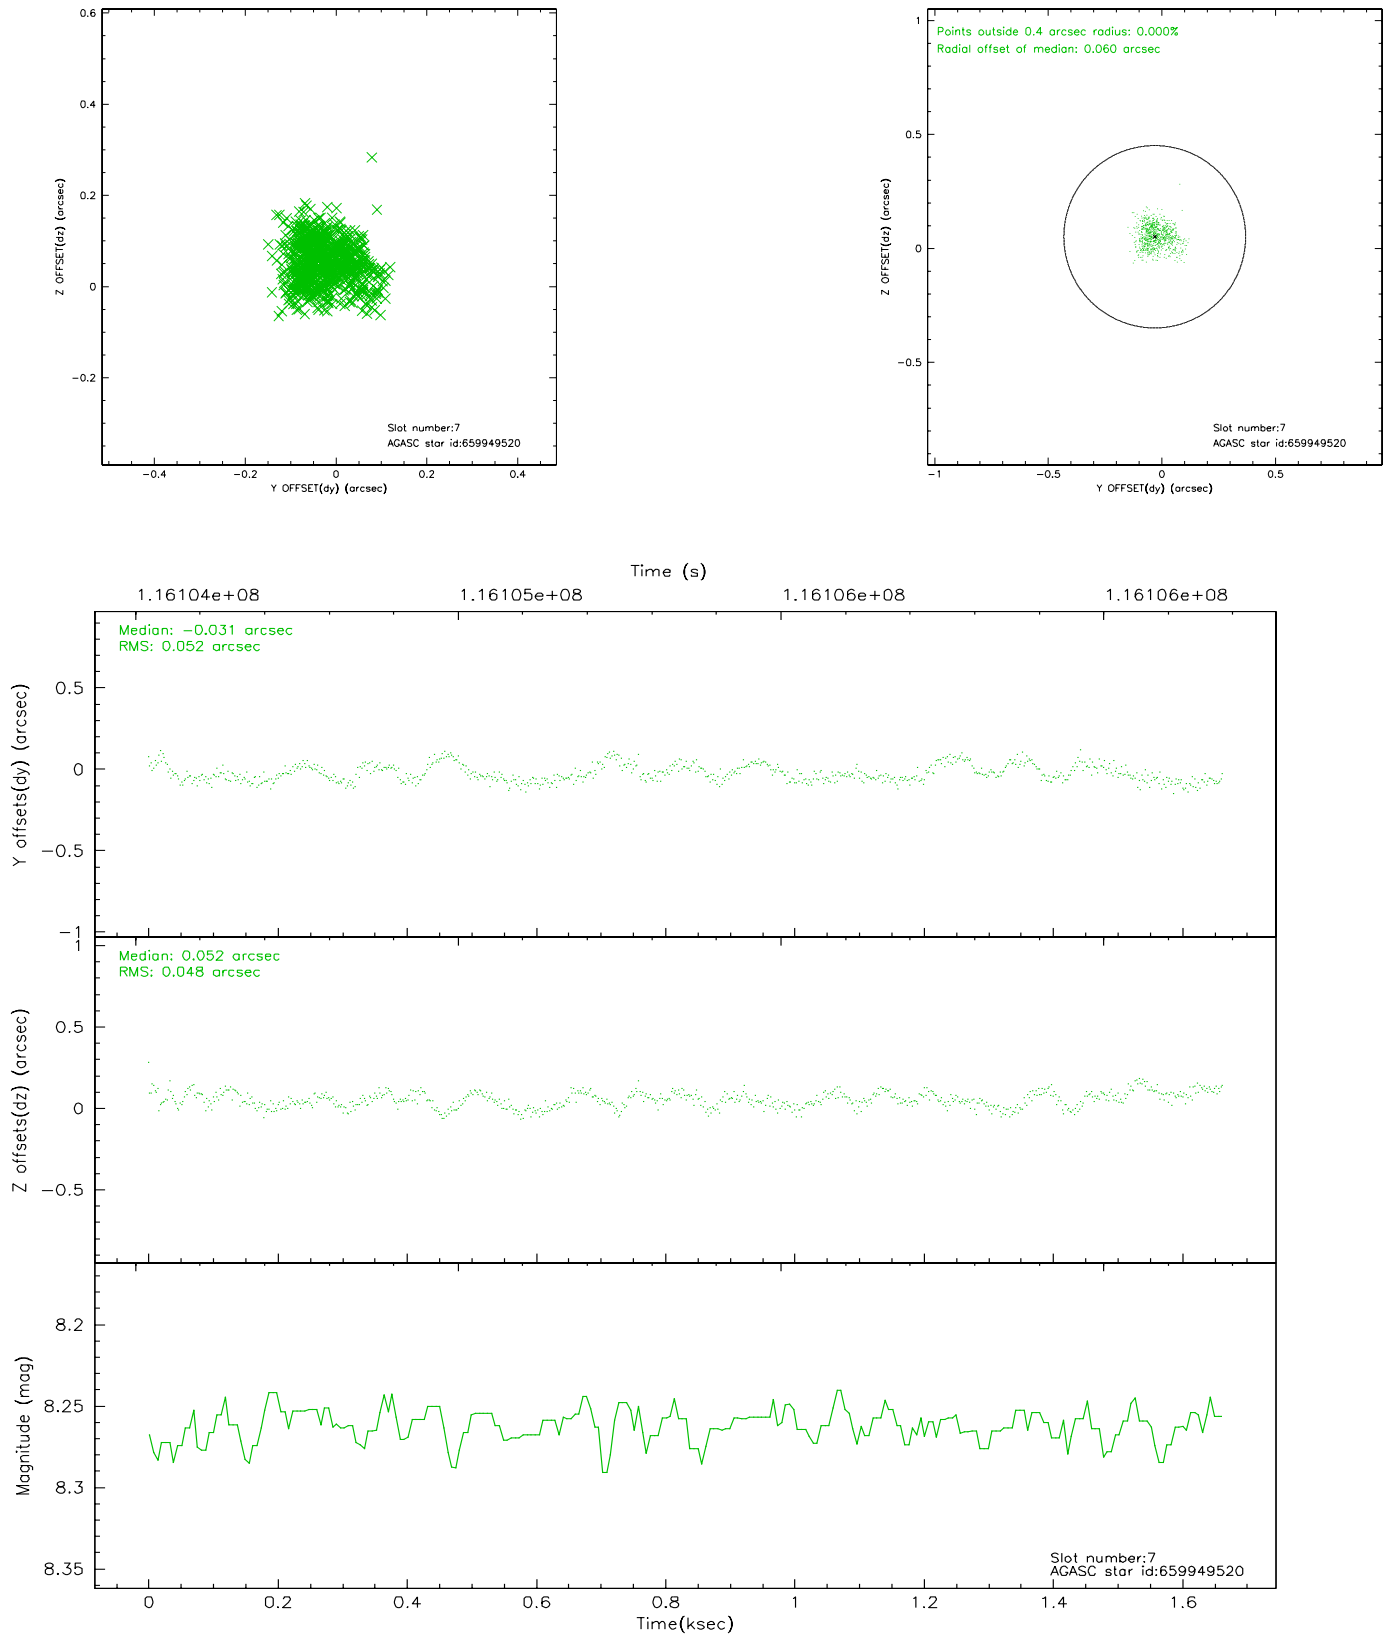 0.6
0.4
0.2
0
−0.2
Z OFFSET(dz) (arcsec)
Slot number:7
AGASC star id:659949520
−0.4 −0.2 0 0.2 0.4
Y OFFSET(dy) (arcsec)
Points outside 0.4 arcsec radius: 0.000%
Radial offset of median: 0.060 arcsec
1
0.5
0
−0.5
Z OFFSET(dz) (arcsec)
Slot number:7
AGASC star id:659949520
−1 −0.5 0 0.5
Y OFFSET(dy) (arcsec)
Time (s)
1.16104e+08 1.16105e+08 1.16106e+08 1.16106e+08
Median: −0.031 arcsec
RMS: 0.052 arcsec
0.5
0
−0.5
−1
Y offsets(dy) (arcsec)
Median: 0.052 arcsec
RMS: 0.048 arcsec
1
0.5
0
−0.5
Z offsets(dz) (arcsec)
8.2
8.25
8.3
8.35
Magnitude (mag)
Slot number:7
AGASC star id:659949520
0 0.2 0.4 0.6 0.8 1 1.2 1.4 1.6
Time(ksec)